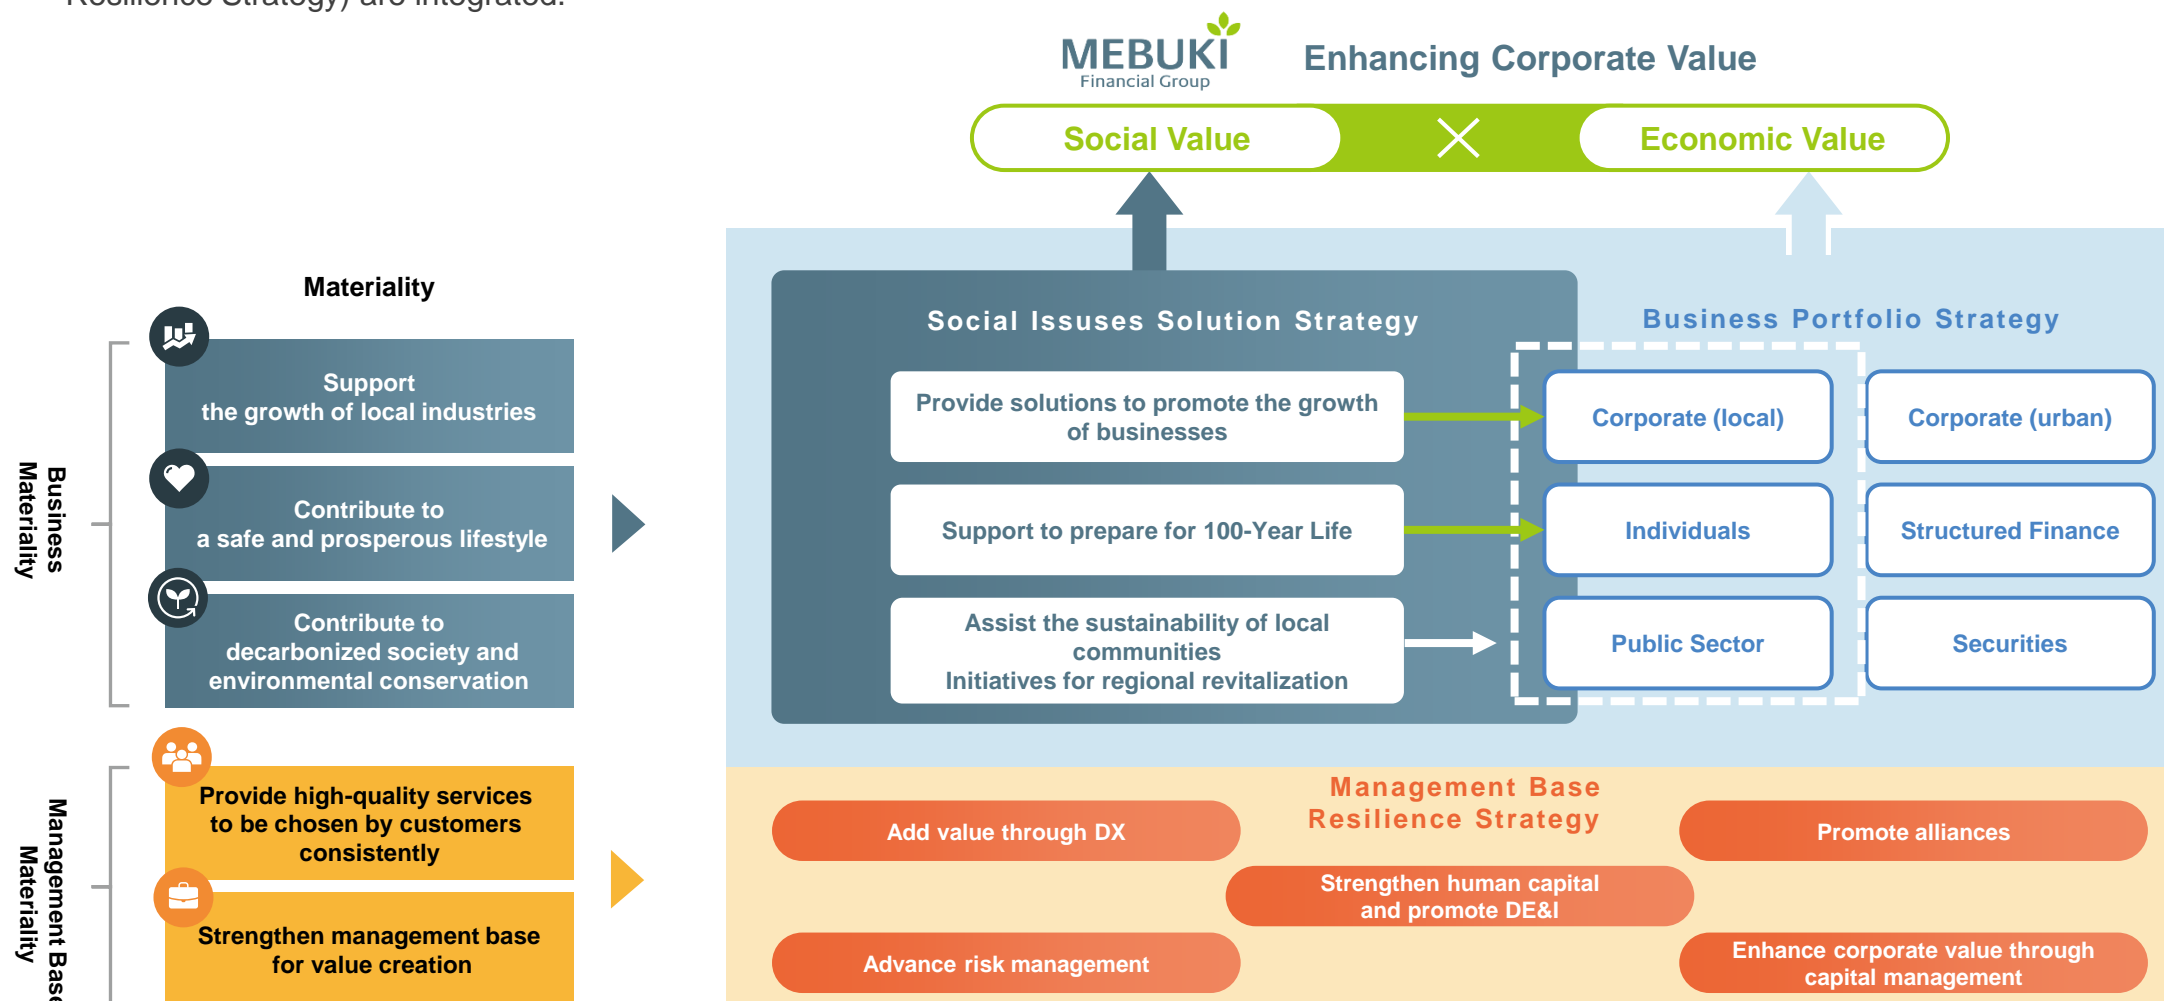 Resilience Strategy) are integrated.
MEBUKI
Financial Group
Enhancing Corporate Value
Social Value
Economic Value
Materiality
Business
Materiality
Support
the growth of local industries
Contribute to
a safe and prosperous lifestyle
Contribute to
decarbonized society and
environmental conservation
Management Base
Materiality
Provide high-quality services
to be chosen by customers
consistently
Strengthen management base
for value creation
Social Issuses Solution Strategy
Provide solutions to promote the growth
of businesses
Support to prepare for 100-Year Life
Assist the sustainability of local
communities
Initiatives for regional revitalization
Business Portfolio Strategy
Corporate (local)
Corporate (urban)
Individuals
Structured Finance
Public Sector
Securities
Management Base
Resilience Strategy
Add value through DX
Promote alliances
Strengthen human capital
and promote DE&I
Advance risk management
Enhance corporate value through
capital management